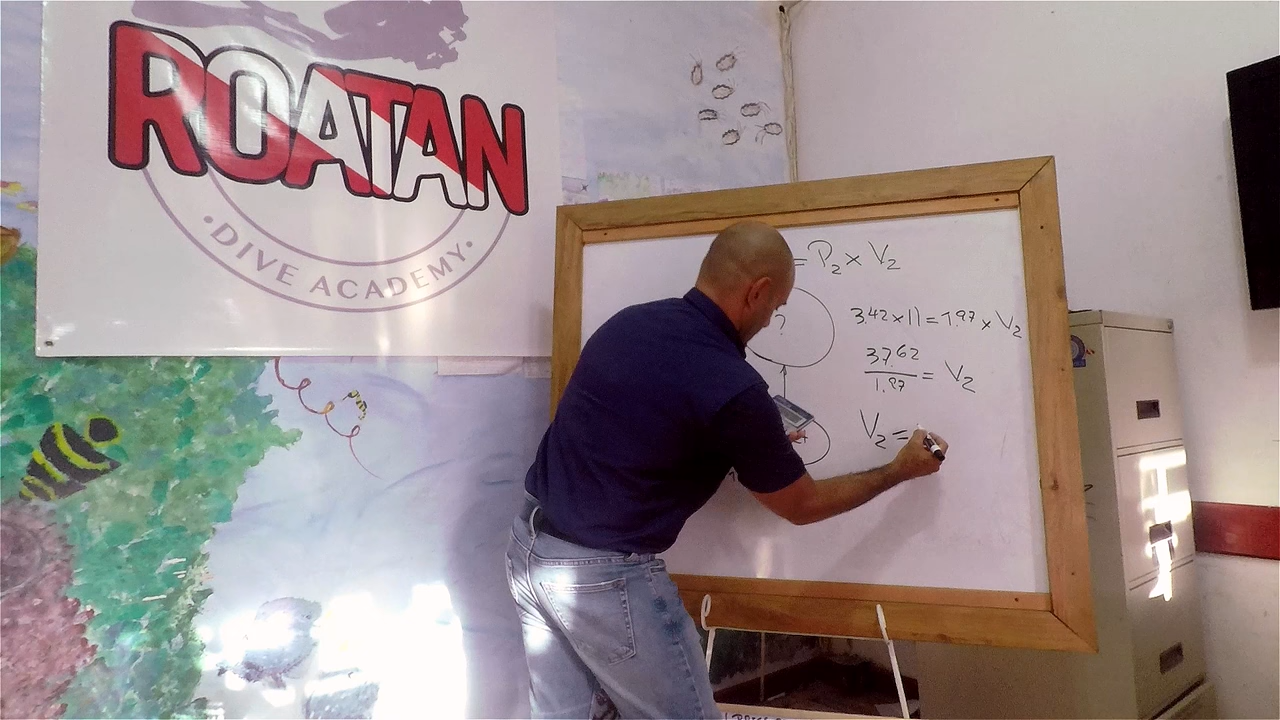 ROATAN
• DIVE ACADEMY •
= P₂ x V₂
?
3.42 x 11 = 1.97 x V₂
37.62
1.97 = V₂
V₂ =